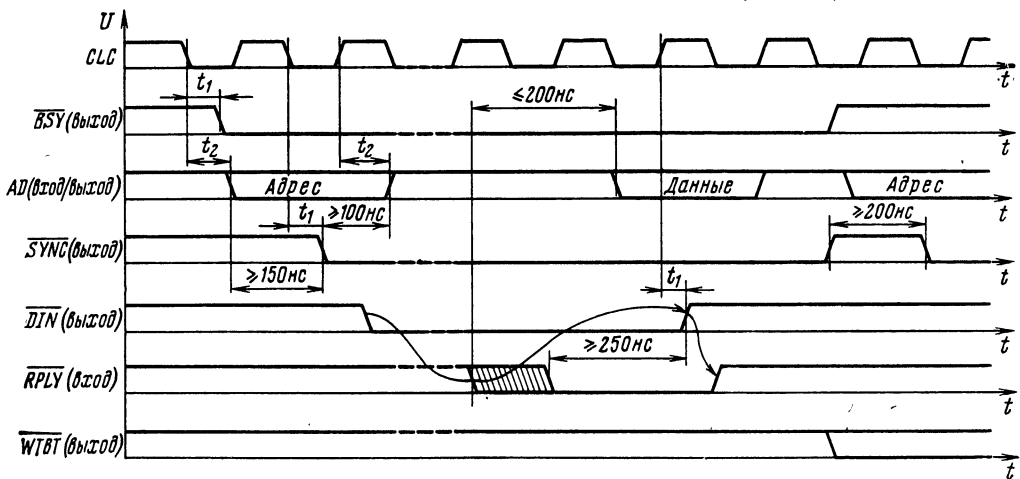 U
CLC
t
t₁
≤200нс
BSY (выход)
t
t₂
t₂
AD (вход/выход)
Адрес
Данные
Адрес
t
t₁
≥100нс
≥200нс
SYNC (выход)
t
≥150нс
t₁
DIN (выход)
t
≥250нс
RPLY (вход)
t
WTBT (выход)
t